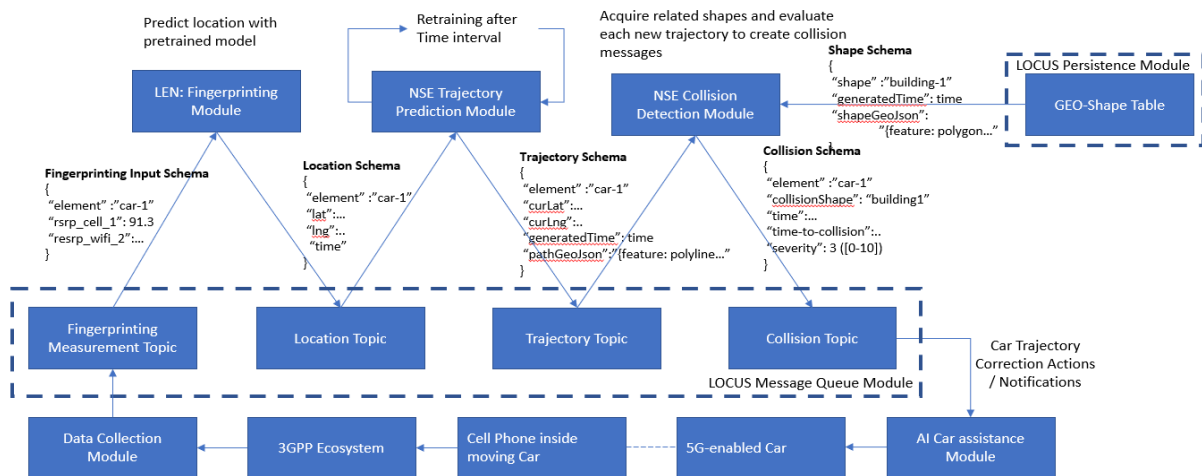 Predict location with
pretrained model
Retraining after
Time interval
Acquire related shapes and evaluate
each new trajectory to create collision
messages
LEN: Fingerprinting
Module
NSE Trajectory
Prediction Module
NSE Collision
Detection Module
Shape Schema
{
"shape" :"building-1"
"generatedTime": time
"shapeGeoJson":
"{feature: polygon…"
}
LOCUS Persistence Module
GEO-Shape Table
Fingerprinting Input Schema
{
"element" :"car-1"
"rsrp_cell_1": 91.3
"resrp_wifi_2":…
}
Location Schema
{
"element" :"car-1"
"lat":…
"lng":..
"time"
}
Trajectory Schema
{
"element" :"car-1"
"curLat":…
"curLng":..
"generatedTime": time
"pathGeoJson":"{feature: polyline…"
}
Collision Schema
{
"element" :"car-1"
"collisionShape": "building1"
"time":…
"time-to-collision":..
"severity": 3 ([0-10])
}
Fingerprinting
Measurement Topic
Location Topic
Trajectory Topic
Collision Topic
LOCUS Message Queue Module
Car Trajectory
Correction Actions
/ Notifications
Data Collection
Module
3GPP Ecosystem
Cell Phone inside
moving Car
5G-enabled Car
AI Car assistance Module